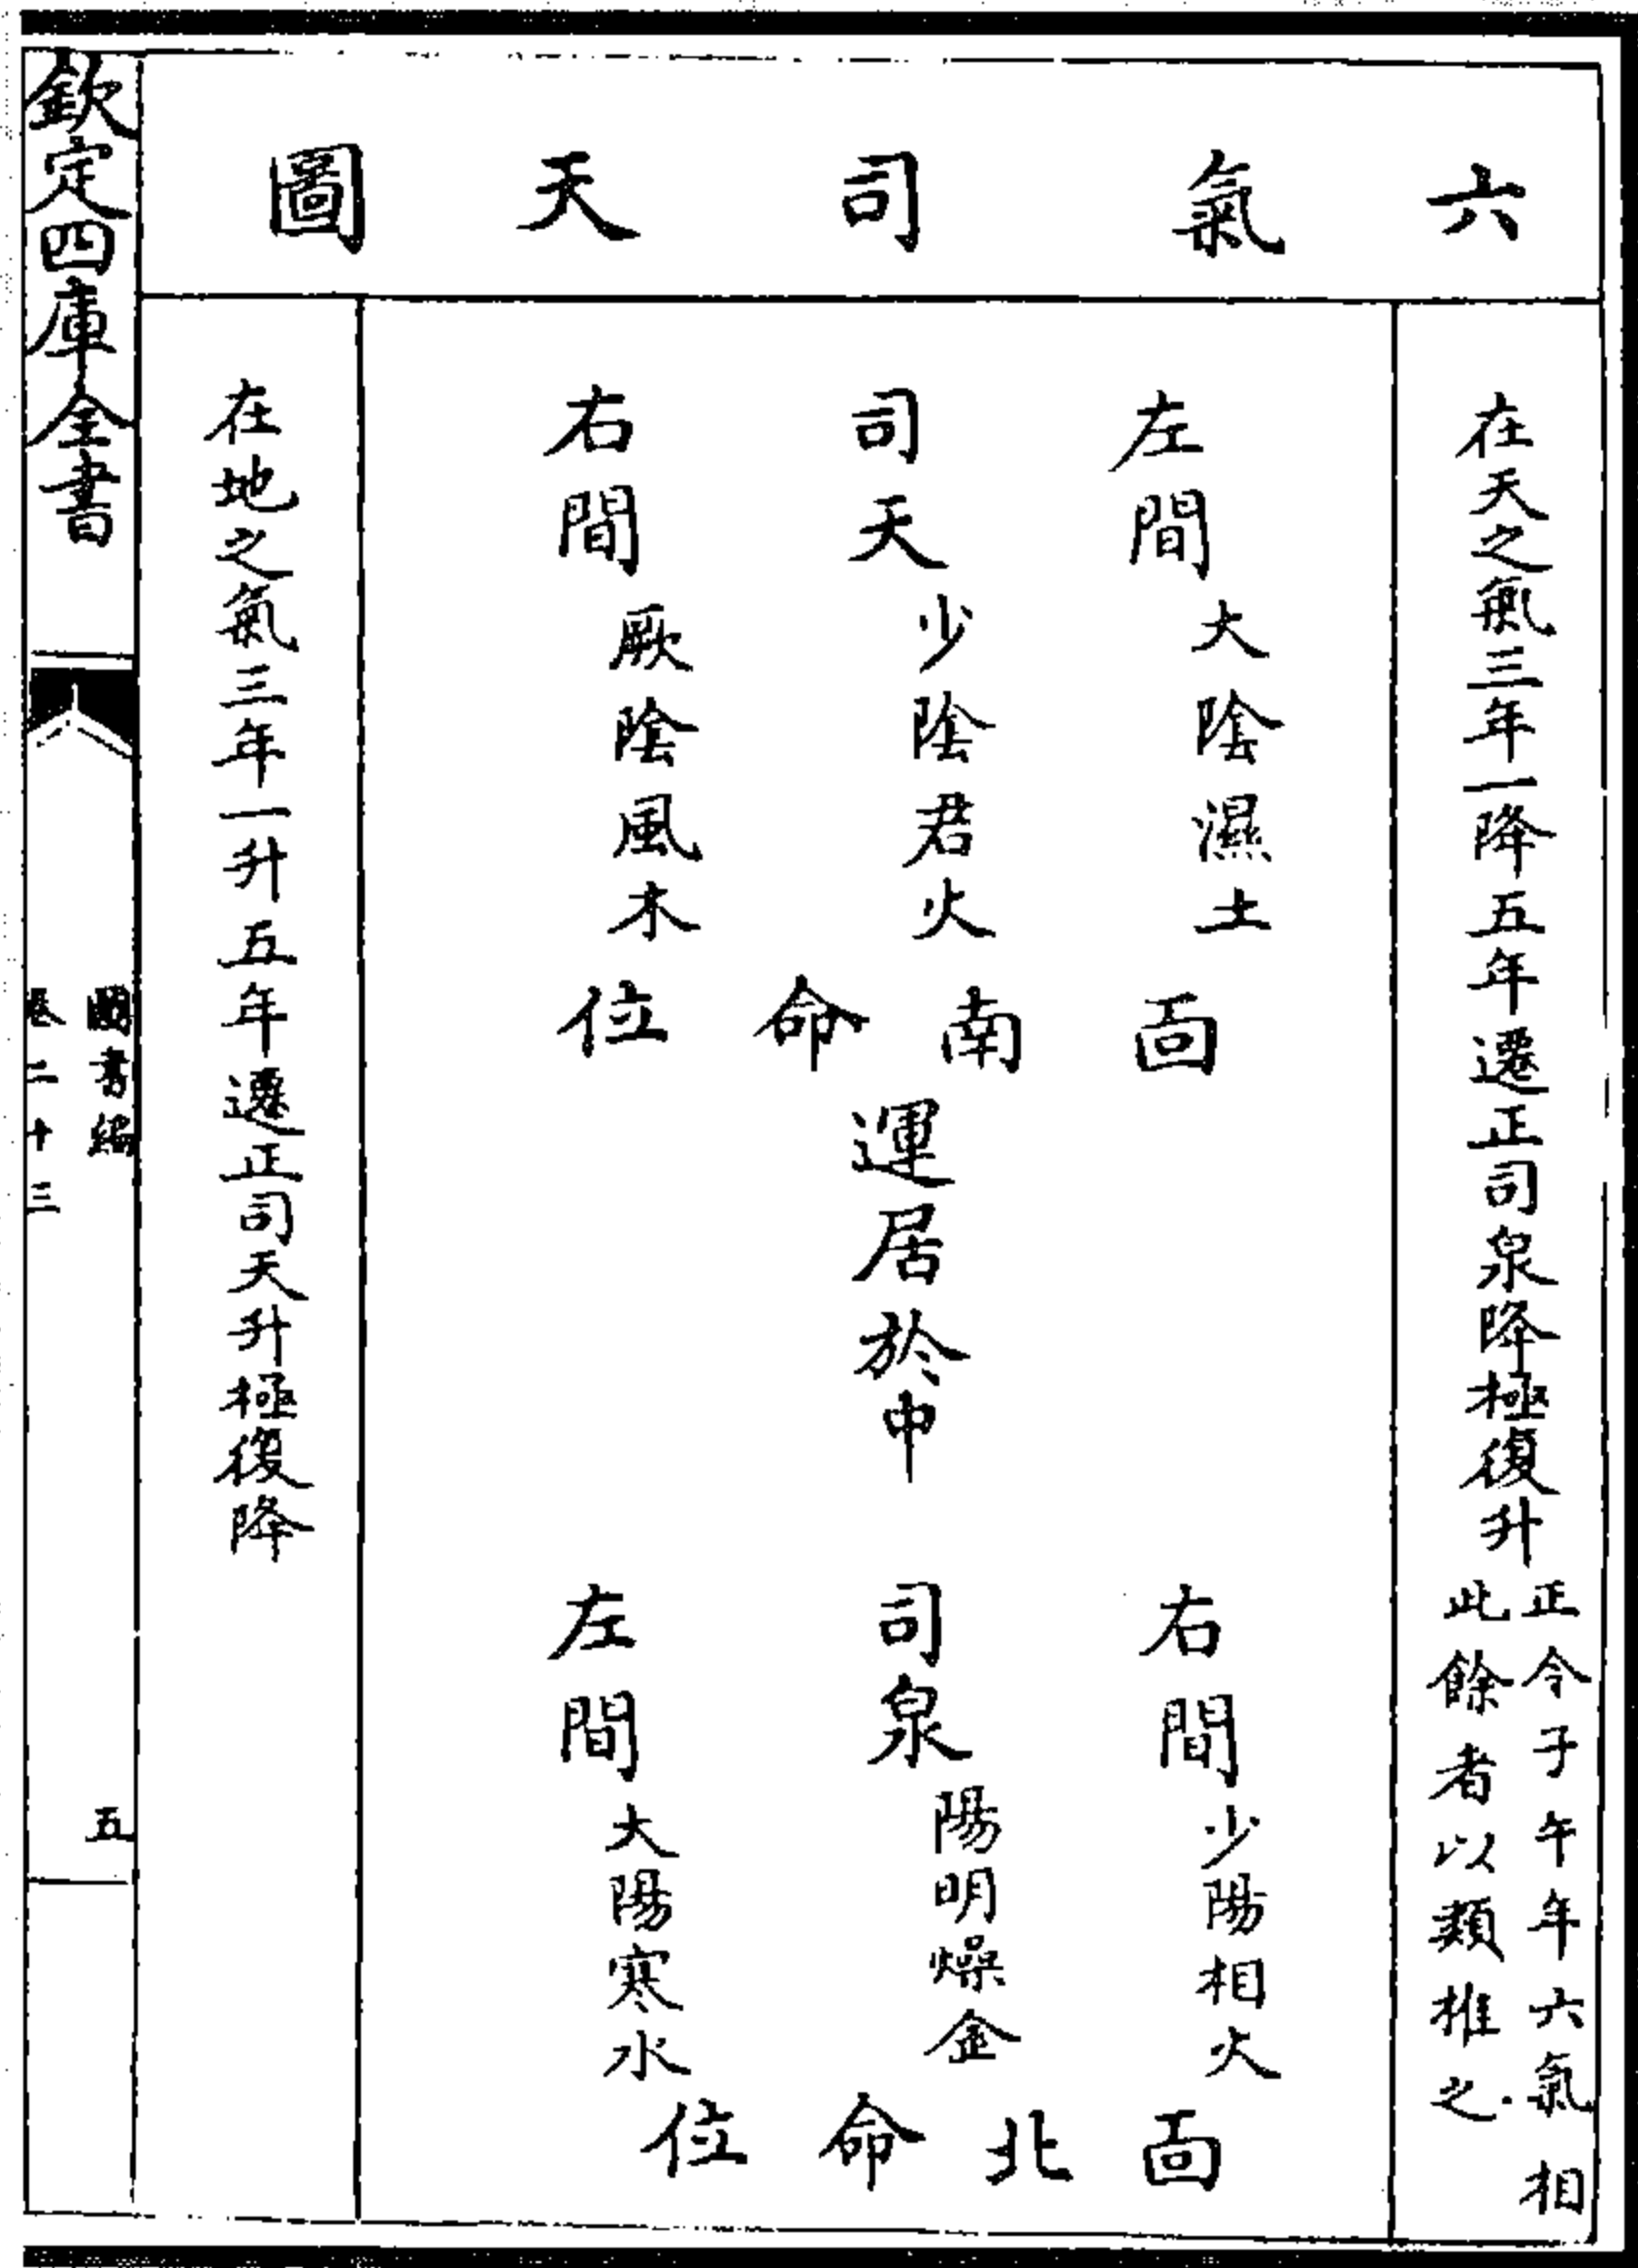 六氣司天圖
在天之氣三年一降五年遷正司泉降極復升
正令子午年六氣相
此餘者以類推之
左間大陰濕土
司天少陰君火
右間厥陰風木
面南命位
運居於中
右間少陽相火
司泉陽明燥金
左間大陽寒水
面北命位
在地之氣三年一升五年遷正司天升極復降
欽定四庫全書
圖書編
卷二十三
五